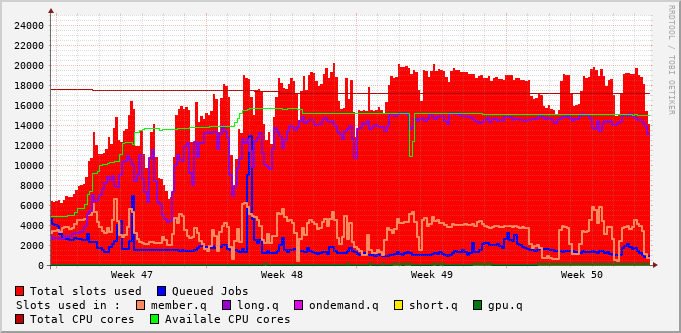 24000
22000
20000
18000
16000
14000
12000
10000
8000
6000
4000
2000
0
Week 47 Week 48 Week 49 Week 50
Total slots used Queued Jobs
Slots used in : member.q long.q ondemand.q short.q gpu.q
Total CPU cores Availale CPU cores
RRDTOOL / TOBI OETIKER